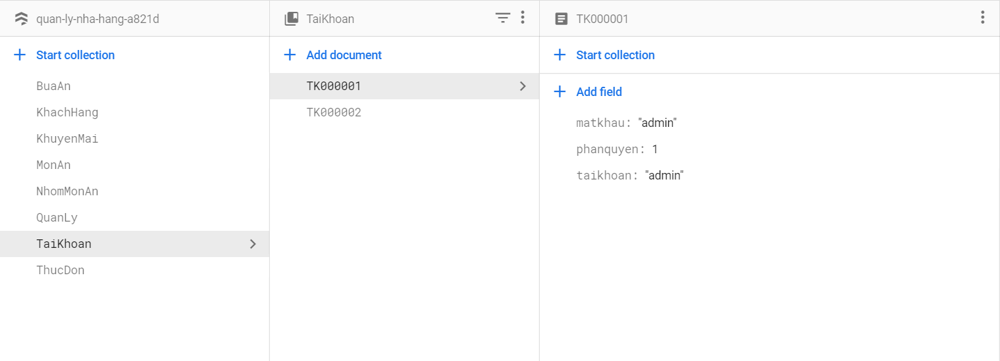 quan-ly-nha-hang-a821d
Start collection
BuaAn
KhachHang
KhuyenMai
MonAn
NhomMonAn
QuanLy
TaiKhoan
ThucDon
TaiKhoan
Add document
TK000001
TK000002
TK000001
Start collection
Add field
matkhau: "admin"
phanquyen: 1
taikhoan: "admin"